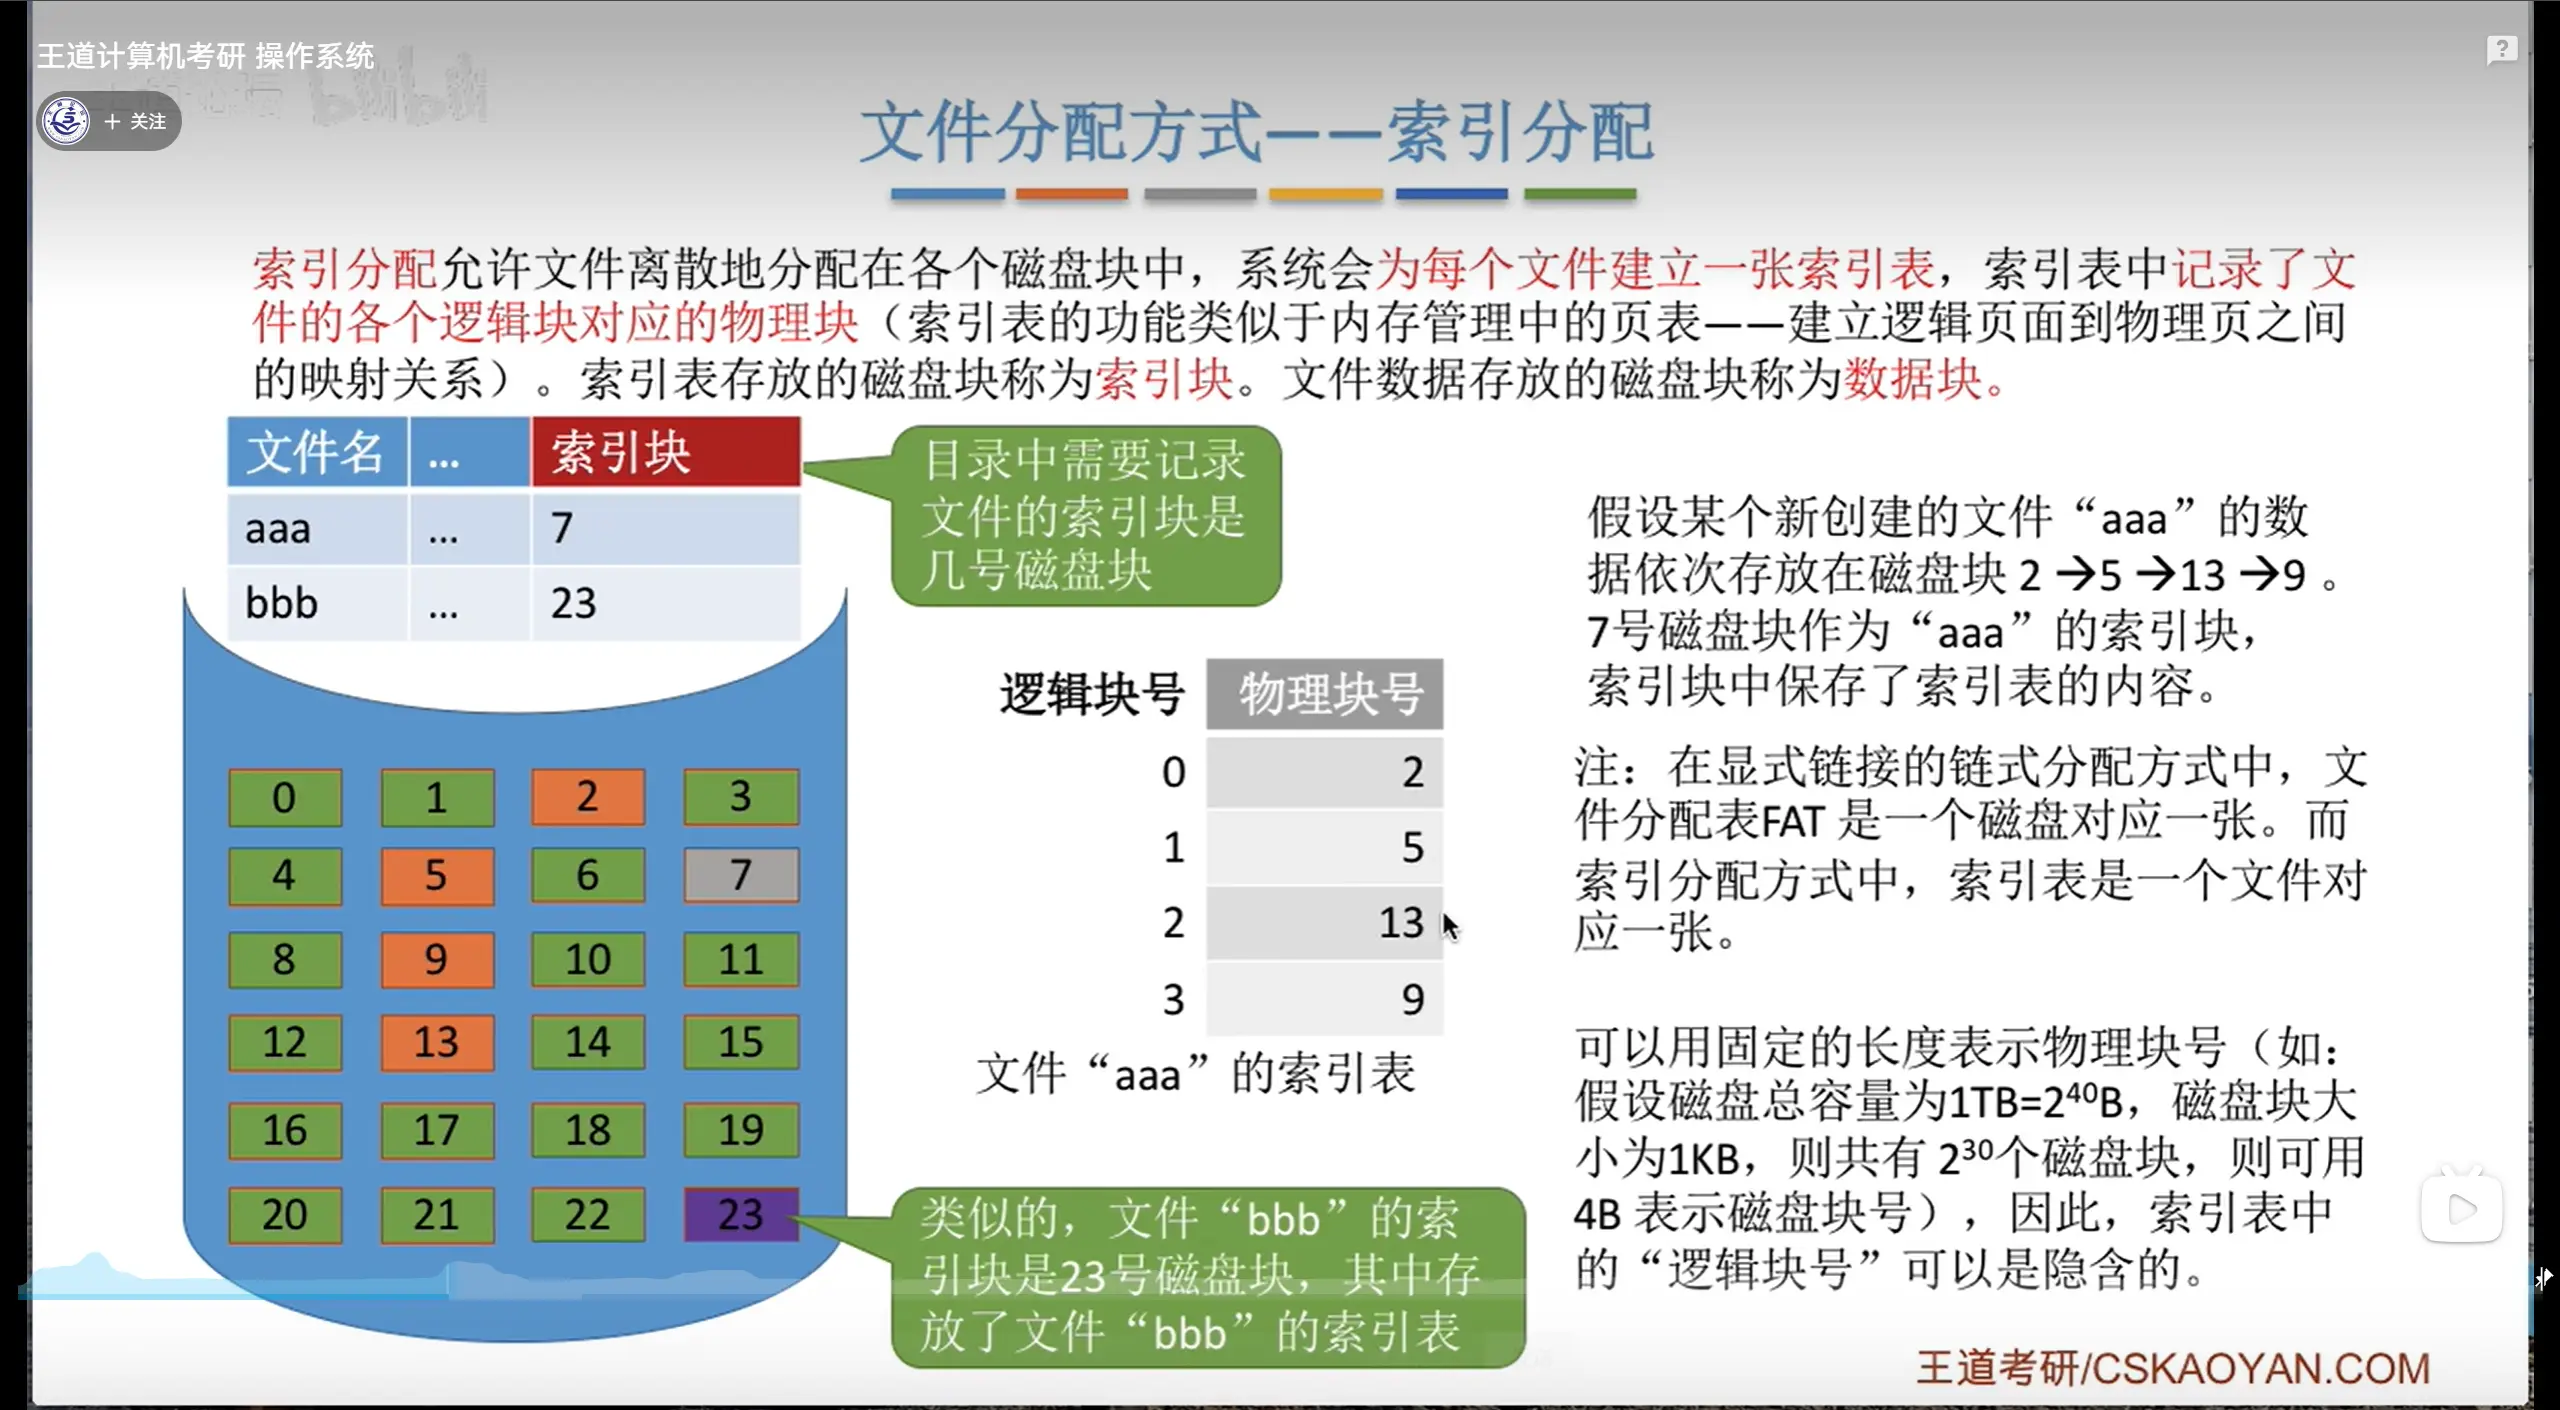 王道计算机考研 操作系统
+ 关注
bilibili
文件分配方式——索引分配
索引分配允许文件离散地分配在各个磁盘块中，系统会为每个文件建立一张索引表，索引表中记录了文
件的各个逻辑块对应的物理块（索引表的功能类似于内存管理中的页表——建立逻辑页面到物理页之间
的映射关系）。索引表存放的磁盘块称为索引块。文件数据存放的磁盘块称为数据块。
文件名 ... 索引块
aaa ... 7
bbb ... 23
目录中需要记录
文件的索引块是
几号磁盘块
0 1 2 3
4 5 6 7
8 9 10 11
12 13 14 15
16 17 18 19
20 21 22 23
逻辑块号 物理块号
0 2
1 5
2 13
3 9
文件“aaa”的索引表
类似的，文件“bbb”的索
引块是23号磁盘块，其中存
放了文件“bbb”的索引表
假设某个新创建的文件“aaa”的数
据依次存放在磁盘块 2 →5 →13 →9 。
7号磁盘块作为“aaa”的索引块，
索引块中保存了索引表的内容。
注：在显式链接的链式分配方式中，文
件分配表FAT 是一个磁盘对应一张。而
索引分配方式中，索引表是一个文件对
应一张。
可以用固定的长度表示物理块号（如：
假设磁盘总容量为1TB=2⁴⁰B，磁盘块大
小为1KB，则共有 2³⁰个磁盘块，则可用
4B 表示磁盘块号），因此，索引表中
的“逻辑块号”可以是隐含的。
王道考研/CSKAOYAN.COM